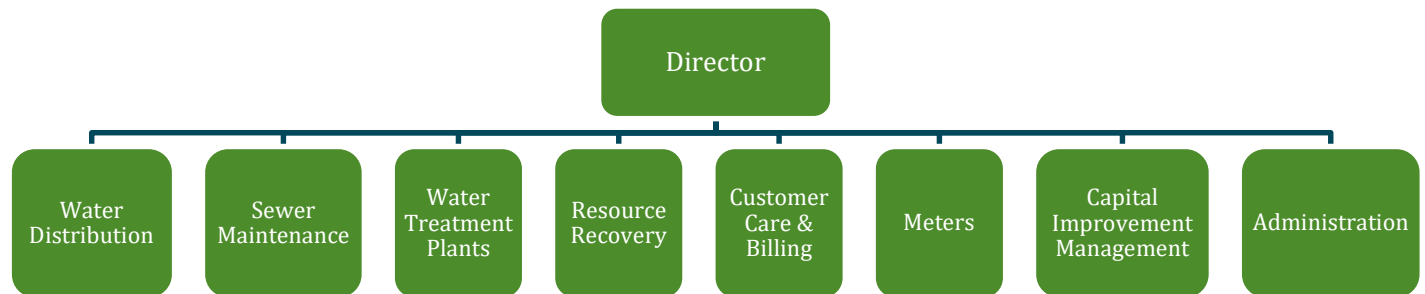 Director
Water
Distribution
Sewer
Maintenance
Water
Treatment
Plants
Resource
Recovery
Customer
Care &
Billing
Meters
Capital
Improvement
Management
Administration